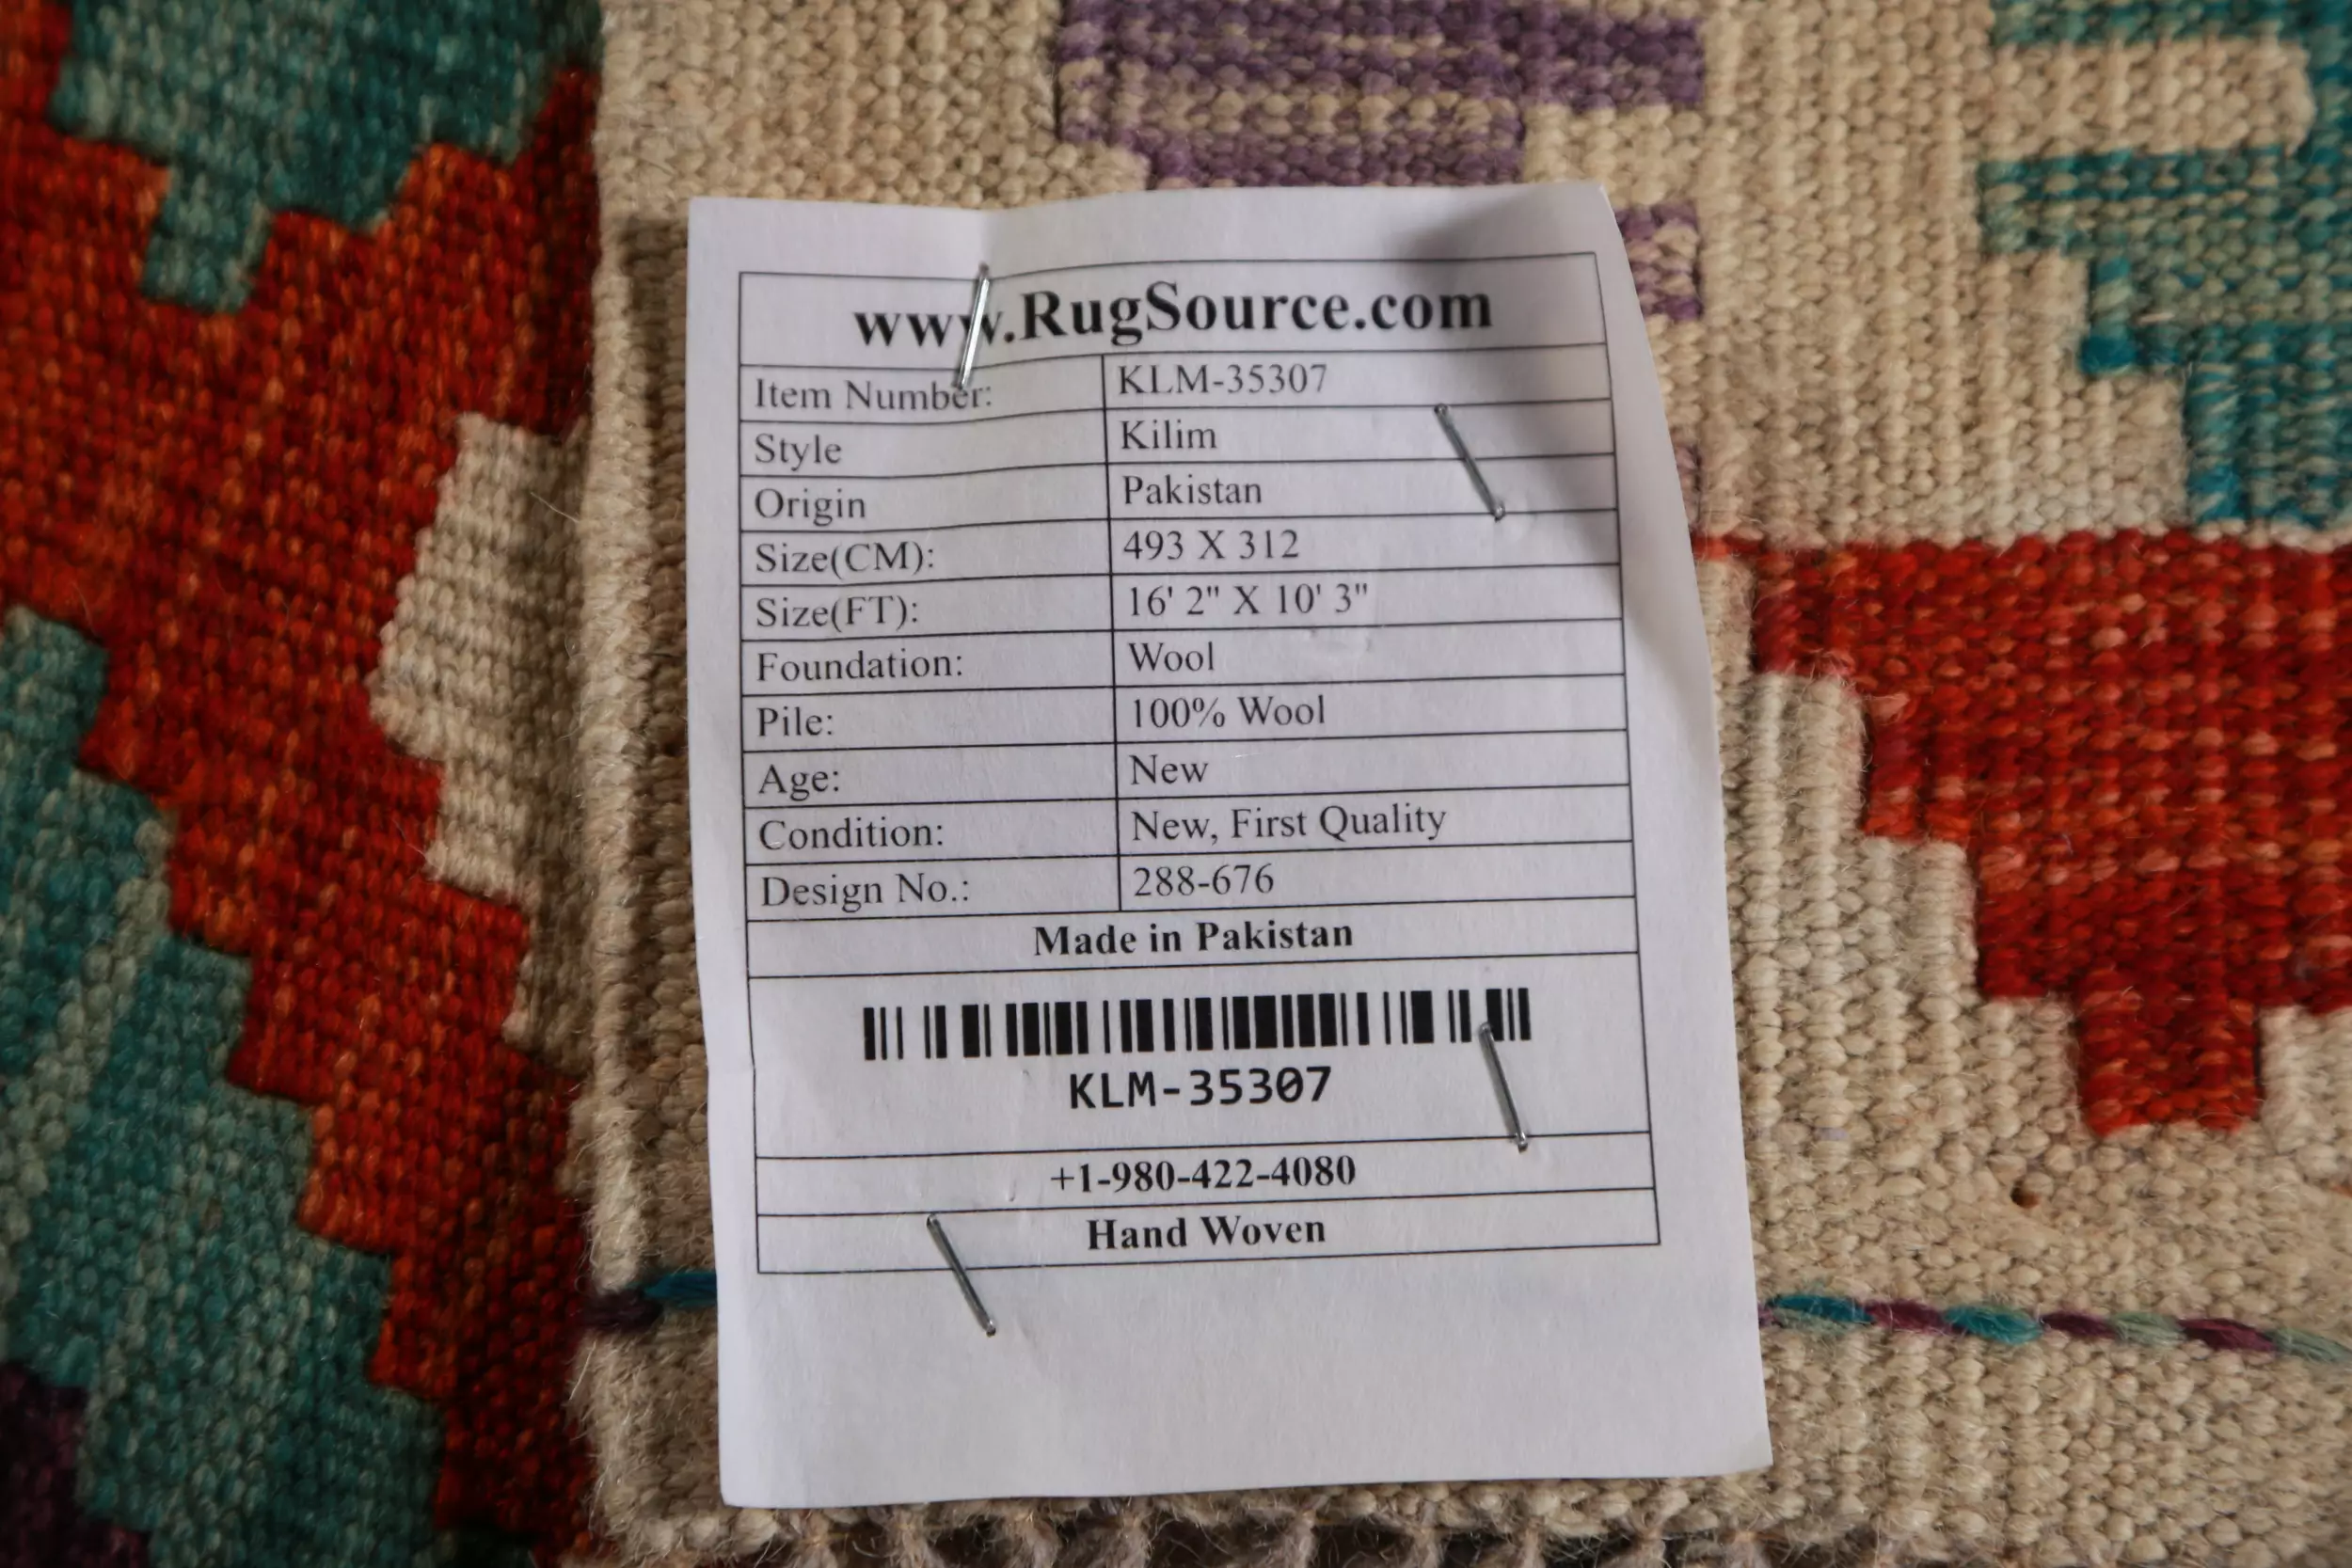 www.RugSource.com
Item Number: KLM-35307
Style Kilim
Origin Pakistan
Size(CM): 493 X 312
Size(FT): 16' 2" X 10' 3"
Foundation: Wool
Pile: 100% Wool
Age: New
Condition: New, First Quality
Design No.: 288-676
Made in Pakistan
KLM-35307
+1-980-422-4080
Hand Woven